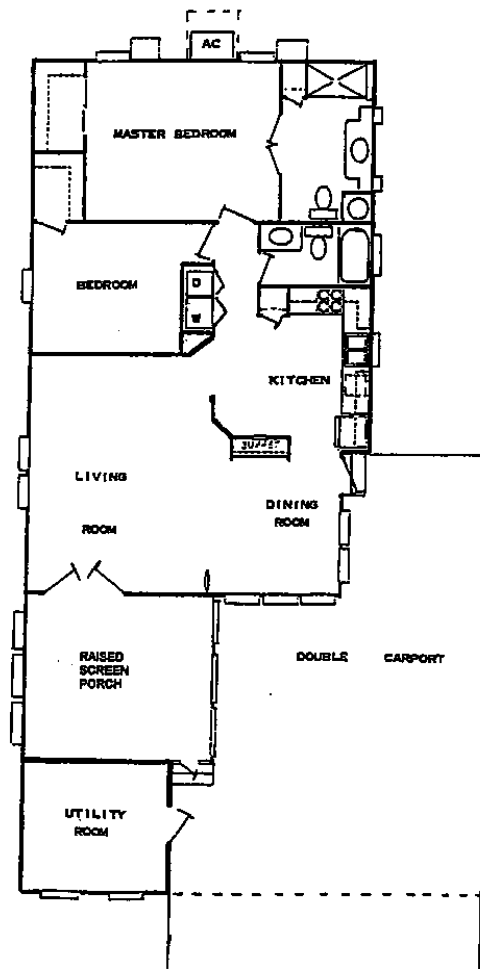 AC
MASTER BEDROOM
BEDROOM
D
W
KITCHEN
BUFFET
LIVING
ROOM
DINING
ROOM
RAISED
SCREEN
PORCH
DOUBLE CARPORT
UTILITY
ROOM